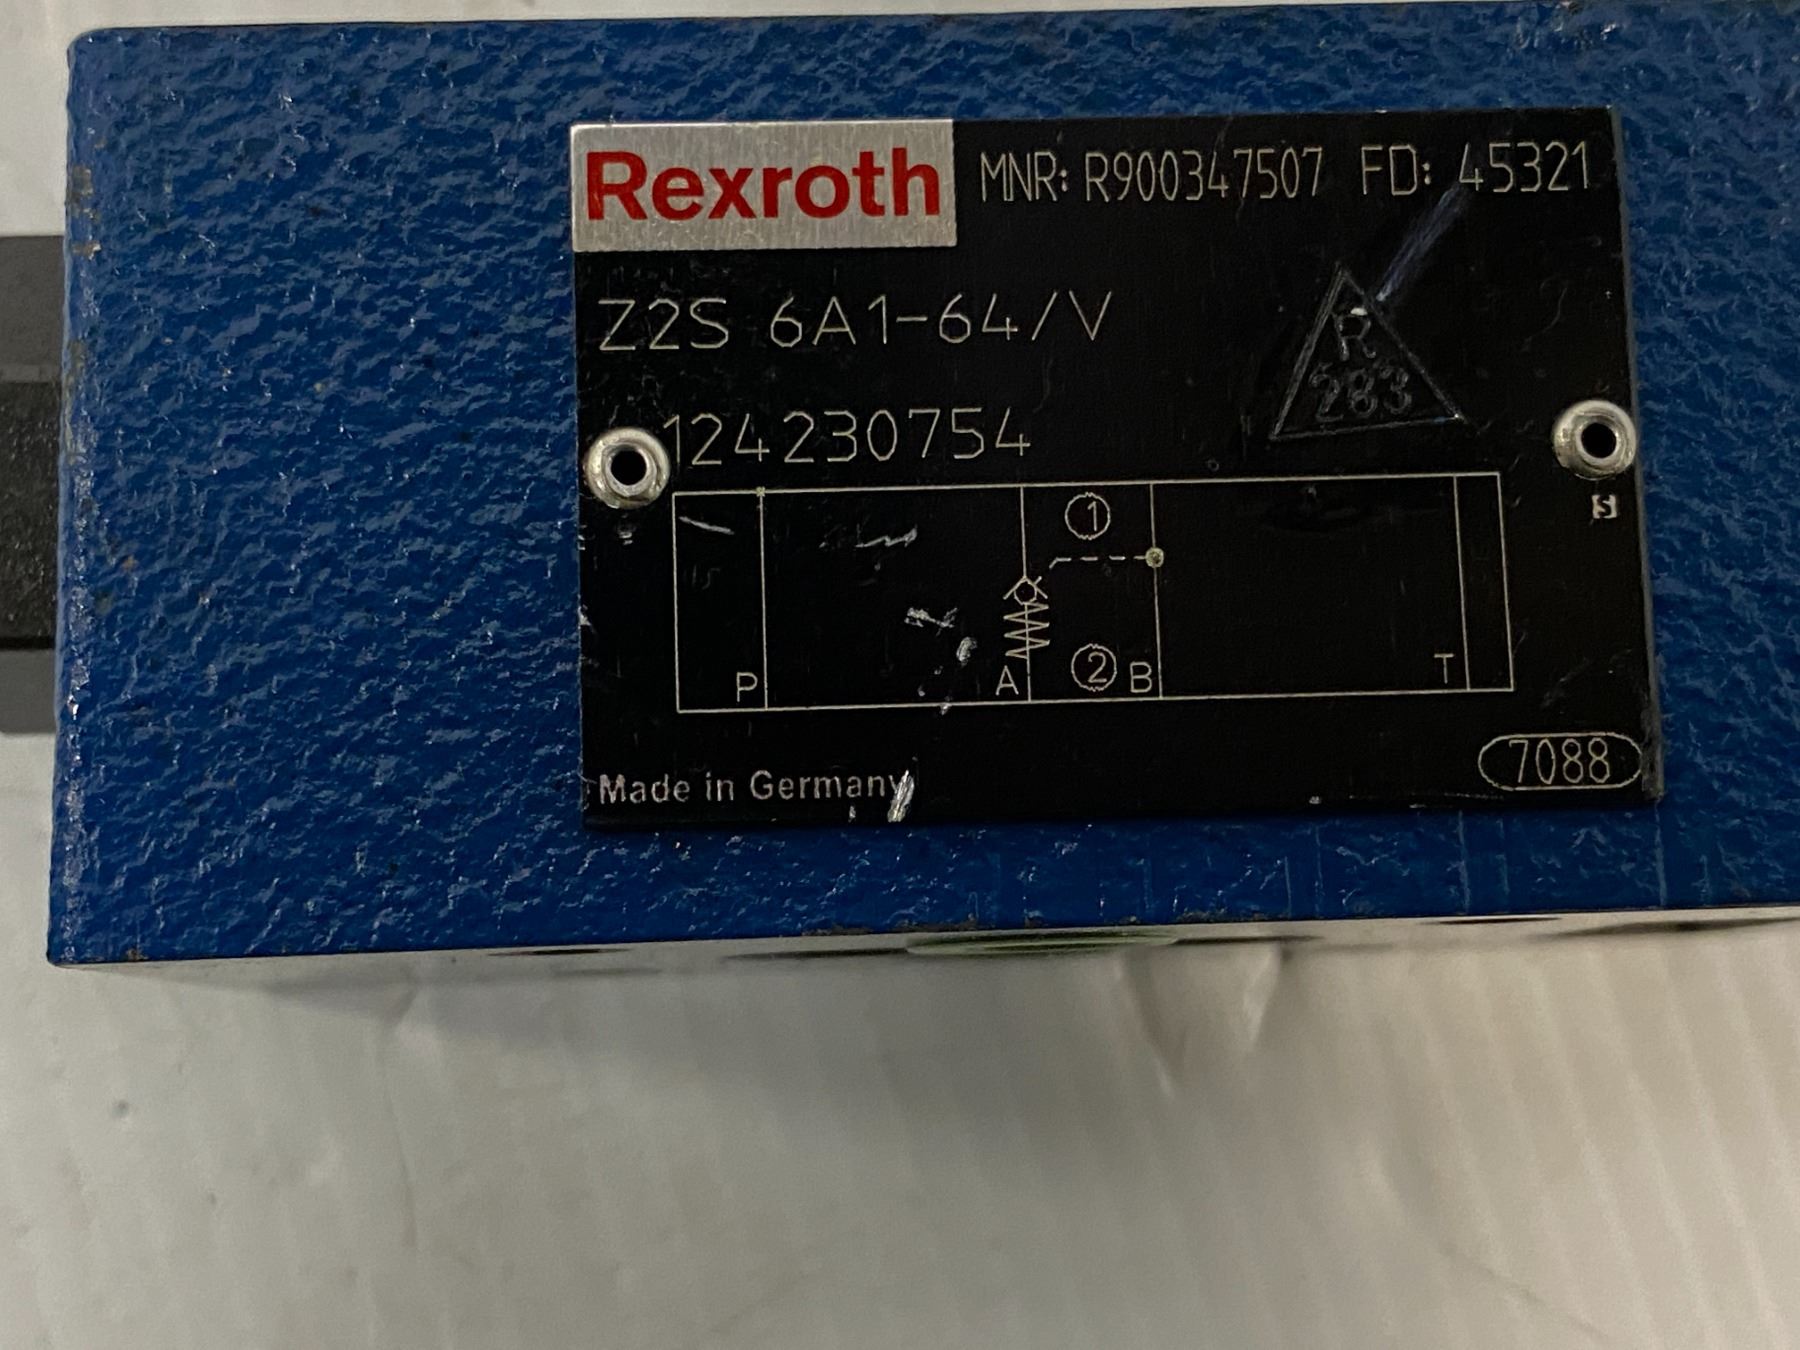 Rexroth MNR: R900347507 FD: 45321
Z2S 6A1-64/V
R
283
124230754
S
1
2
P A B T
7088
Made in Germany